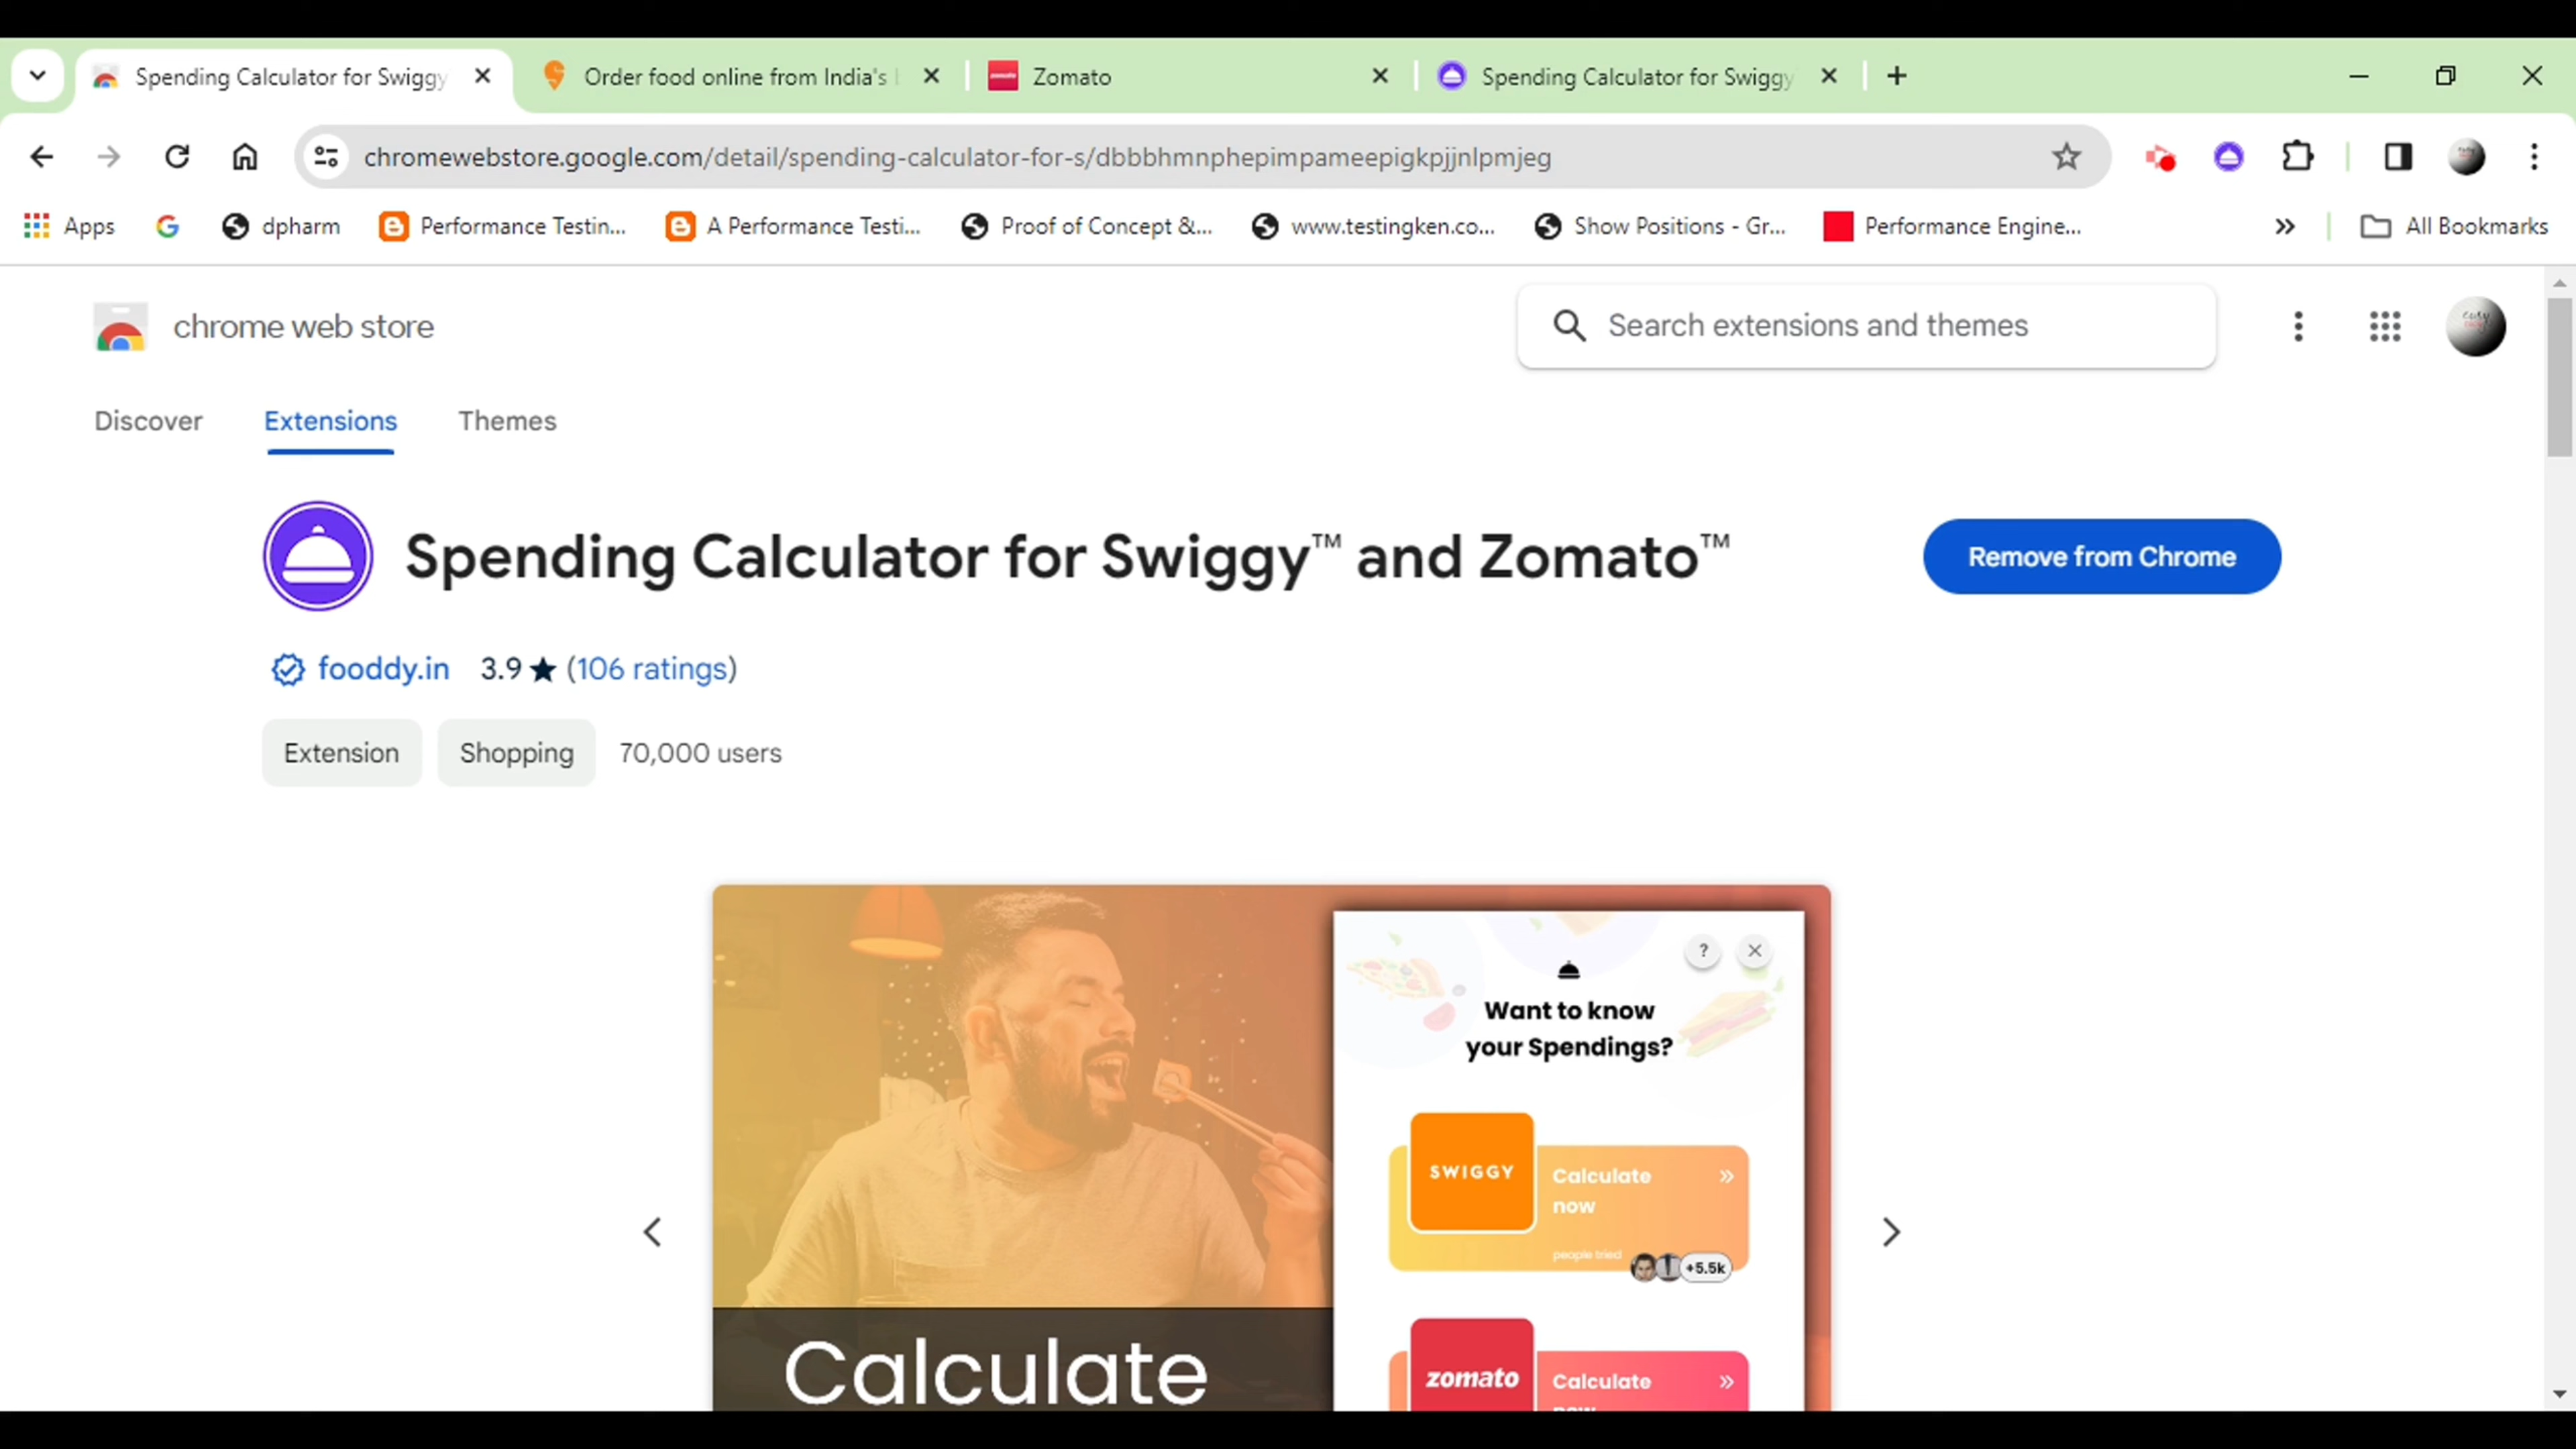 Spending Calculator for Swiggy
Order food online from India's
Zomato
Spending Calculator for Swiggy
chromewebstore.google.com/detail/spending-calculator-for-s/dbbbhmnphepimpameepigkpjjnlpmjeg
Apps
dpharm
Performance Testin...
A Performance Testi...
Proof of Concept &...
www.testingken.co...
Show Positions - Gr...
Performance Engine...
All Bookmarks
chrome web store
Search extensions and themes
Discover
Extensions
Themes
Spending Calculator for Swiggy™ and Zomato™
Remove from Chrome
fooddy.in 3.9 ★ (106 ratings)
Extension
Shopping
70,000 users
?
Want to know
your Spendings?
SWIGGY
Calculate
now
people tried
+5.5k
zomato
Calculate
Calculate